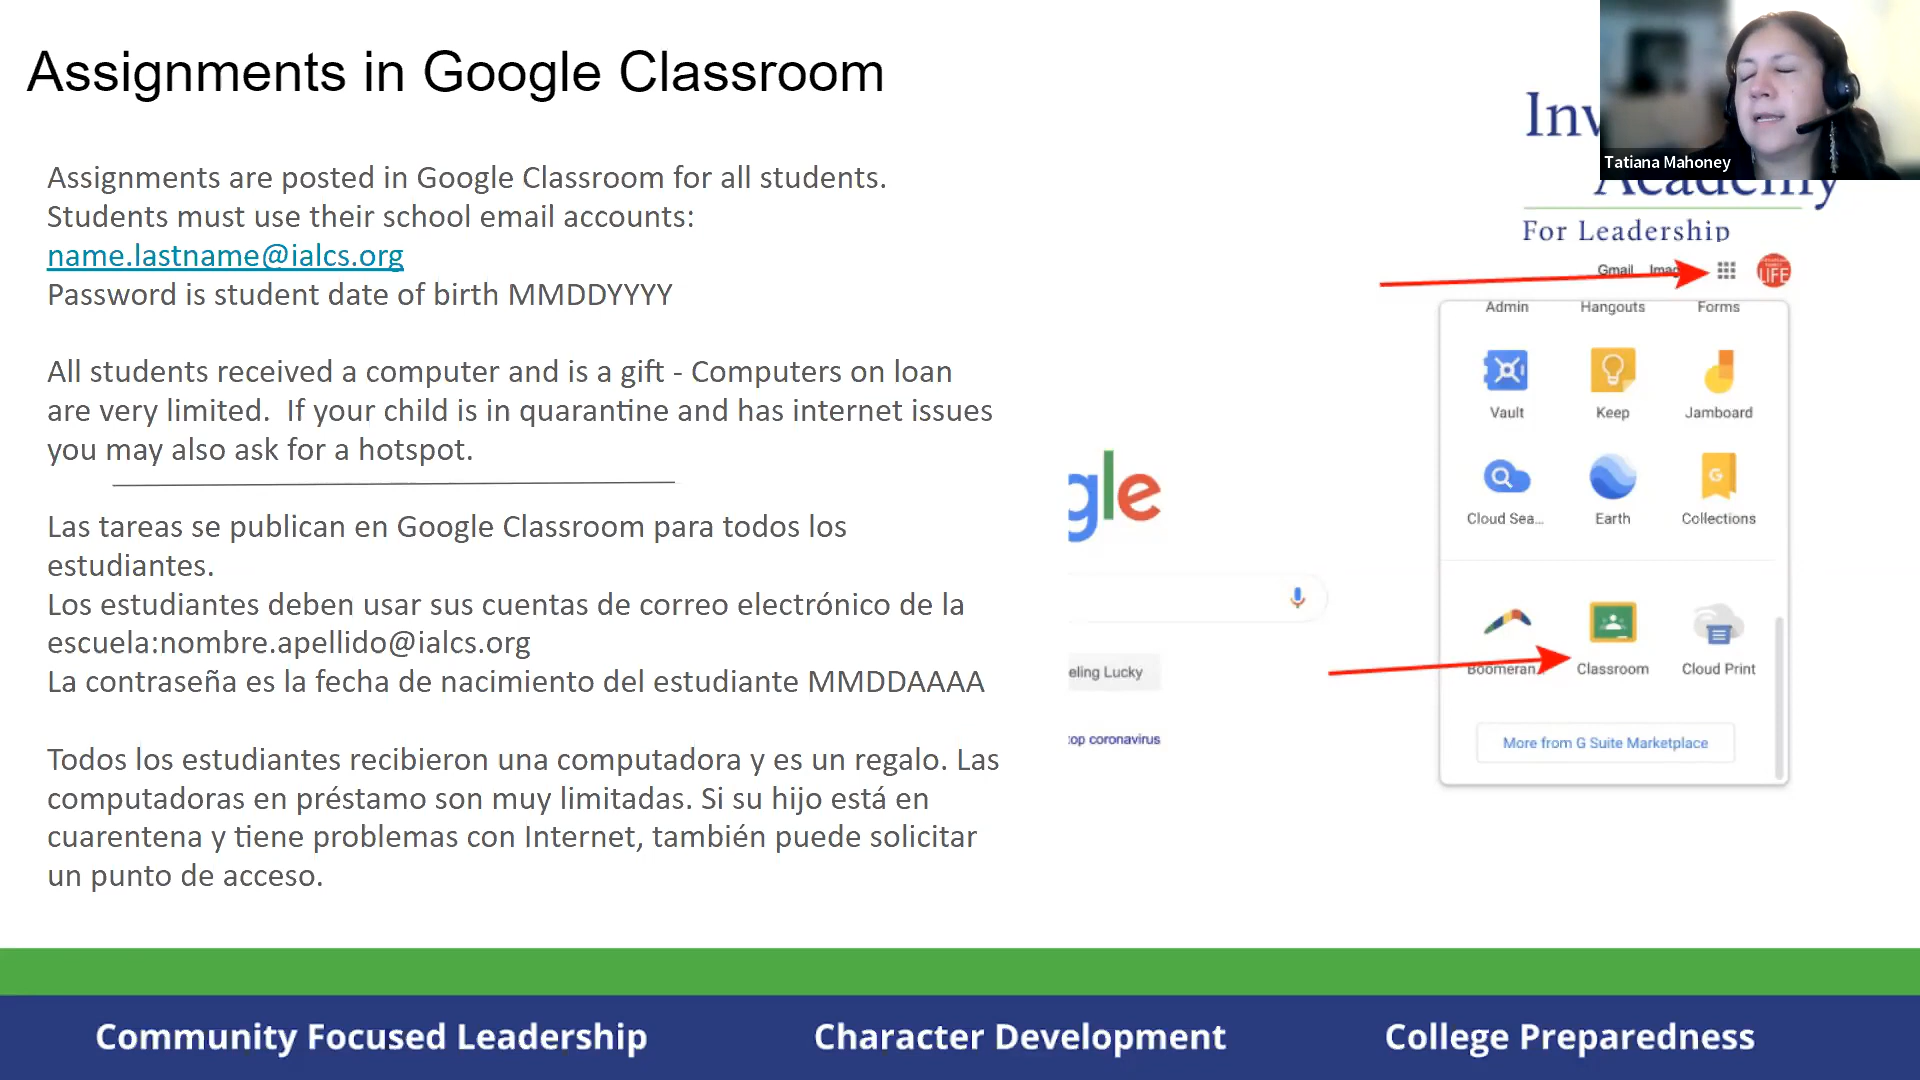 Assignments in Google Classroom
Tatiana Mahoney
Academy
For Leadership
Assignments are posted in Google Classroom for all students.
Students must use their school email accounts:
name.lastname@ialcs.org
Password is student date of birth MMDDYYYY
All students received a computer and is a gift - Computers on loan
are very limited.  If your child is in quarantine and has internet issues
you may also ask for a hotspot.
Las tareas se publican en Google Classroom para todos los
estudiantes.
Los estudiantes deben usar sus cuentas de correo electrónico de la
escuela:nombre.apellido@ialcs.org
La contraseña es la fecha de nacimiento del estudiante MMDDAAAA
Todos los estudiantes recibieron una computadora y es un regalo. Las
computadoras en préstamo son muy limitadas. Si su hijo está en
cuarentena y tiene problemas con Internet, también puede solicitar
un punto de acceso.
gle
eling Lucky
top coronavirus
Gmail Imag
LIFE
Admin Hangouts Forms
Vault Keep Jamboard
Cloud Sea... Earth Collections
G
Boomeran... Classroom Cloud Print
More from G Suite Marketplace
Community Focused Leadership Character Development College Preparedness